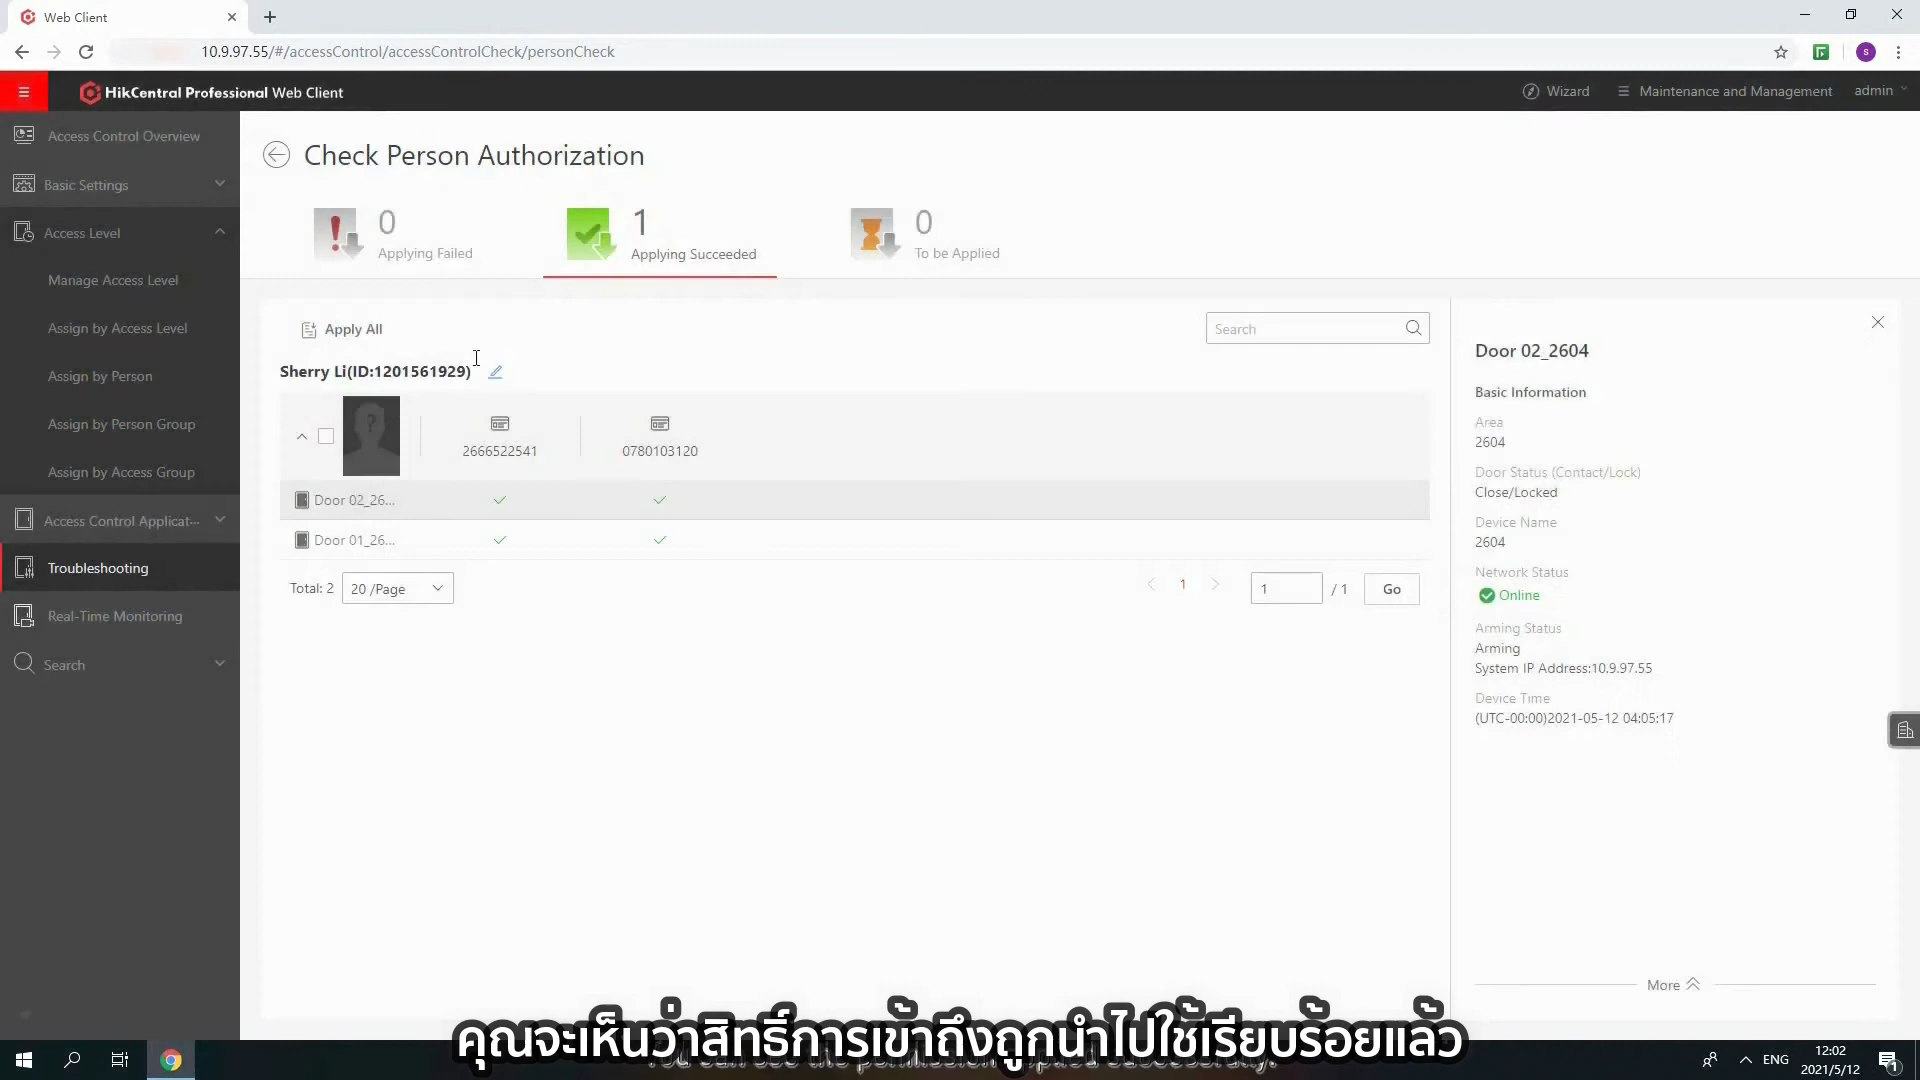 Web Client
10.9.97.55/#/accessControl/accessControlCheck/personCheck
S
HikCentral Professional Web Client
Wizard
Maintenance and Management
admin
Access Control Overview
Basic Settings
Access Level
Manage Access Level
Assign by Access Level
Assign by Person
Assign by Person Group
Assign by Access Group
Access Control Applicat...
Troubleshooting
Real-Time Monitoring
Search
Check Person Authorization
0
Applying Failed
1
Applying Succeeded
0
To be Applied
Apply All
Search
Sherry Li(ID:1201561929)
2666522541
0780103120
Door 02_26...
Door 01_26...
Total: 2
20 /Page
1
1
/ 1
Go
Door 02_2604
Basic Information
Area
2604
Door Status (Contact/Lock)
Close/Locked
Device Name
2604
Network Status
Online
Arming Status
Arming
System IP Address:10.9.97.55
Device Time
(UTC-00:00)2021-05-12 04:05:17
More
คุณจะเห็นว่าสิทธิ์การเข้าถึงถูกนำไปใช้เรียบร้อยแล้ว
ENG
12:02
2021/5/12
1